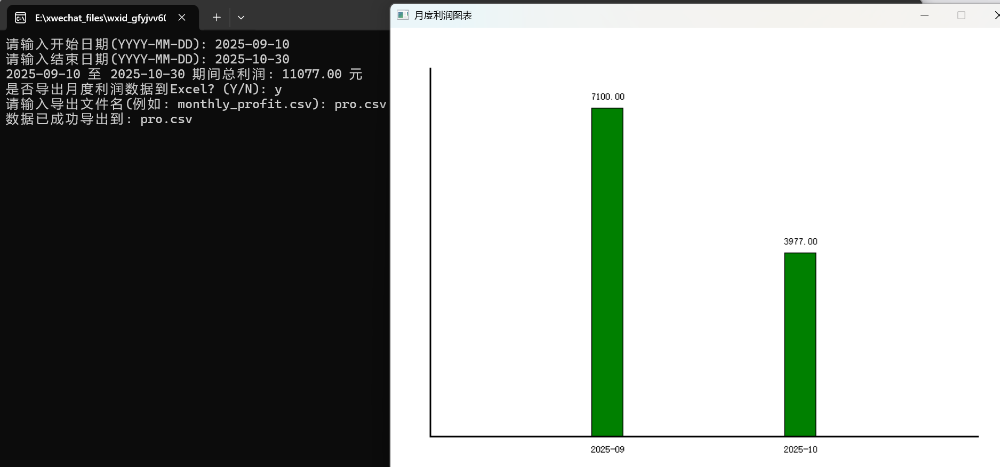 E:\xwechat_files\wxid_gfyjvv6
请输入开始日期(YYYY-MM-DD): 2025-09-10
请输入结束日期(YYYY-MM-DD): 2025-10-30
2025-09-10 至 2025-10-30 期间总利润: 11077.00 元
是否导出月度利润数据到Excel? (Y/N): y
请输入导出文件名(例如: monthly_profit.csv): pro.csv
数据已成功导出到: pro.csv
月度利润图表
7100.00
3977.00
2025-09
2025-10